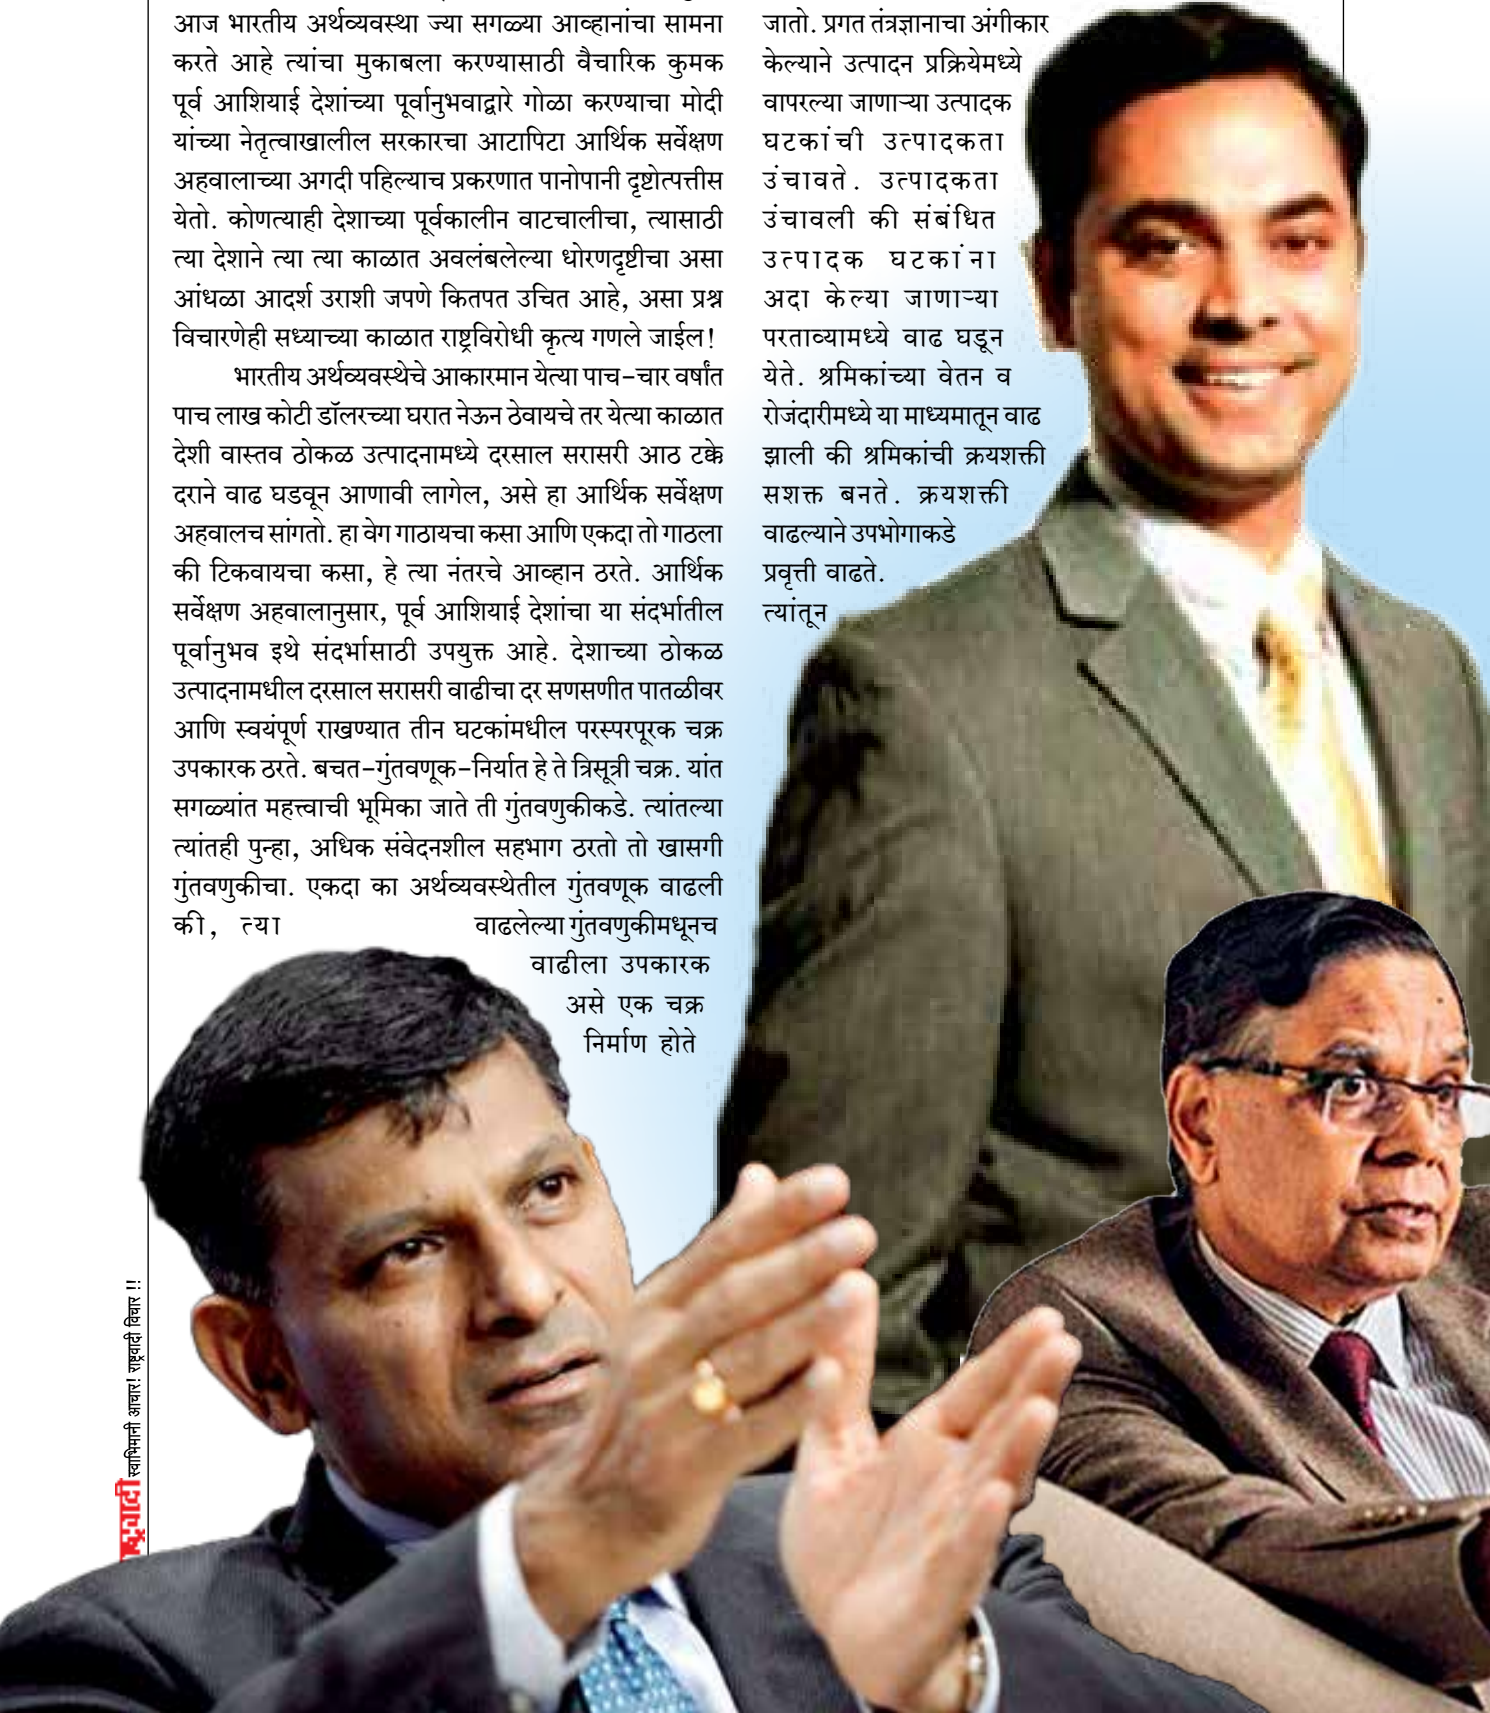 आज भारतीय अर्थव्यवस्था ज्या सगळ्या आव्हानांचा सामना
करते आहे त्यांचा मुकाबला करण्यासाठी वैचारिक कुमक
पूर्व आशियाई देशांच्या पूर्वानुभवाद्वारे गोळा करण्याचा मोदी
यांच्या नेतृत्वाखालील सरकारचा आटापिटा आर्थिक सर्वेक्षण
अहवालाच्या अगदी पहिल्याच प्रकरणात पानोपानी दृष्टोत्पत्तीस
येतो. कोणत्याही देशाच्या पूर्वकालीन वाटचालीचा, त्यासाठी
त्या देशाने त्या त्या काळात अवलंबलेल्या धोरणदृष्टीचा असा
आंधळा आदर्श उराशी जपणे कितपत उचित आहे, असा प्रश्न
विचारणेही सध्याच्या काळात राष्ट्रविरोधी कृत्य गणले जाईल!
भारतीय अर्थव्यवस्थेचे आकारमान येत्या पाच-चार वर्षांत
पाच लाख कोटी डॉलरच्या घरात नेऊन ठेवायचे तर येत्या काळात
देशी वास्तव ठोकळ उत्पादनामध्ये दरसाल सरासरी आठ टक्के
दराने वाढ घडवून आणावी लागेल, असे हा आर्थिक सर्वेक्षण
अहवालच सांगतो. हा वेग गाठायचा कसा आणि एकदा तो गाठला
की टिकवायचा कसा, हे त्या नंतरचे आव्हान ठरते. आर्थिक
सर्वेक्षण अहवालानुसार, पूर्व आशियाई देशांचा या संदर्भातील
पूर्वानुभव इथे संदर्भासाठी उपयुक्त आहे. देशाच्या ठोकळ
उत्पादनामधील दरसाल सरासरी वाढीचा दर सणसणीत पातळीवर
आणि स्वयंपूर्ण राखण्यात तीन घटकांमधील परस्परपूरक चक्र
उपकारक ठरते. बचत-गुंतवणूक-निर्यात हे ते त्रिसूत्री चक्र. यांत
सगळ्यांत महत्त्वाची भूमिका जाते ती गुंतवणुकीकडे. त्यांतल्या
त्यांतही पुन्हा, अधिक संवेदनशील सहभाग ठरतो तो खासगी
गुंतवणुकीचा. एकदा का अर्थव्यवस्थेतील गुंतवणूक वाढली
की, त्या वाढलेल्या गुंतवणुकीमधूनच
वाढीला उपकारक
असे एक चक्र
निर्माण होते
जातो. प्रगत तंत्रज्ञानाचा अंगीकार
केल्याने उत्पादन प्रक्रियेमध्ये
वापरल्या जाणाऱ्या उत्पादक
घटकांची उत्पादकता
उंचावते. उत्पादकता
उंचावली की संबंधित
उत्पादक घटकांना
अदा केल्या जाणाऱ्या
परताव्यामध्ये वाढ घडून
येते. श्रमिकांच्या वेतन व
रोजंदारीमध्ये या माध्यमातून वाढ
झाली की श्रमिकांची क्रयशक्ती
सशक्त बनते. क्रयशक्ती
वाढल्याने उपभोगाकडे
प्रवृत्ती वाढते.
त्यांतून
स्वाभिमानी आचार! राष्ट्रवादी विचार !!